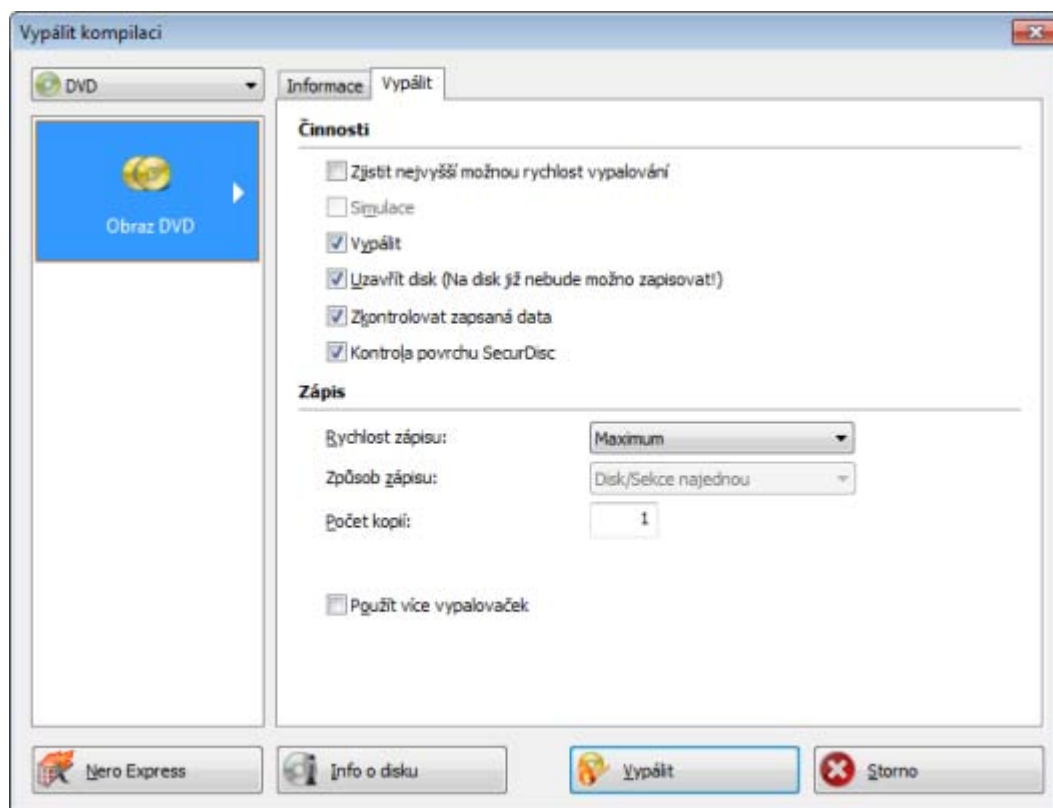 Vypálit kompilaci
DVD
Obraz DVD
Informace
Vypálit
Činnosti
Zjistit nejvyšší možnou rychlost vypalování
Simulace
Vypálit
Uzavřít disk (Na disk již nebude možno zapisovat!)
Zkontrolovat zapsaná data
Kontrola povrchu SecurDisc
Zápis
Rychlost zápisu: Maximum
Způsob zápisu: Disk/Sekce najednou
Počet kopií: 1
Použít více vypalovaček
Nero Express
Info o disku
Vypálit
Storno